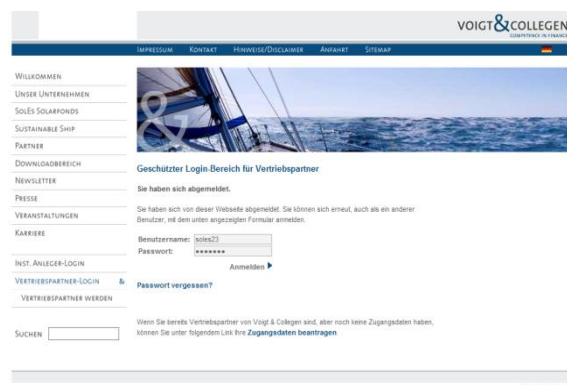 VOIGT&COLLEGEN
COMPETENCE IN FINANCE
IMPRESSUM KONTAKT HINWEISE/DISCLAIMER ANFAHRT SITEMAP
WILLKOMMEN
UNSER UNTERNEHMEN
SOLES SOLARFONDS
SUSTAINABLE SHIP
PARTNER
DOWNLOADBEREICH
NEWSLETTER
PRESSE
VERANSTALTUNGEN
KARRIERE
INST. ANLEGER-LOGIN
VERTRIEBSPARTNER-LOGIN &
VERTRIEBSPARTNER WERDEN
SUCHEN
&
Geschützter Login-Bereich für Vertriebspartner
Sie haben sich abgemeldet.
Sie haben sich von dieser Webseite abgemeldet. Sie können sich erneut, auch als ein anderer
Benutzer, mit dem unten angezeigten Formular anmelden.
Benutzername: soles23
Passwort: •••••••
Anmelden
Passwort vergessen?
Wenn Sie bereits Vertriebspartner von Voigt & Collegen sind, aber noch keine Zugangsdaten haben,
können Sie unter folgendem Link Ihre Zugangsdaten beantragen